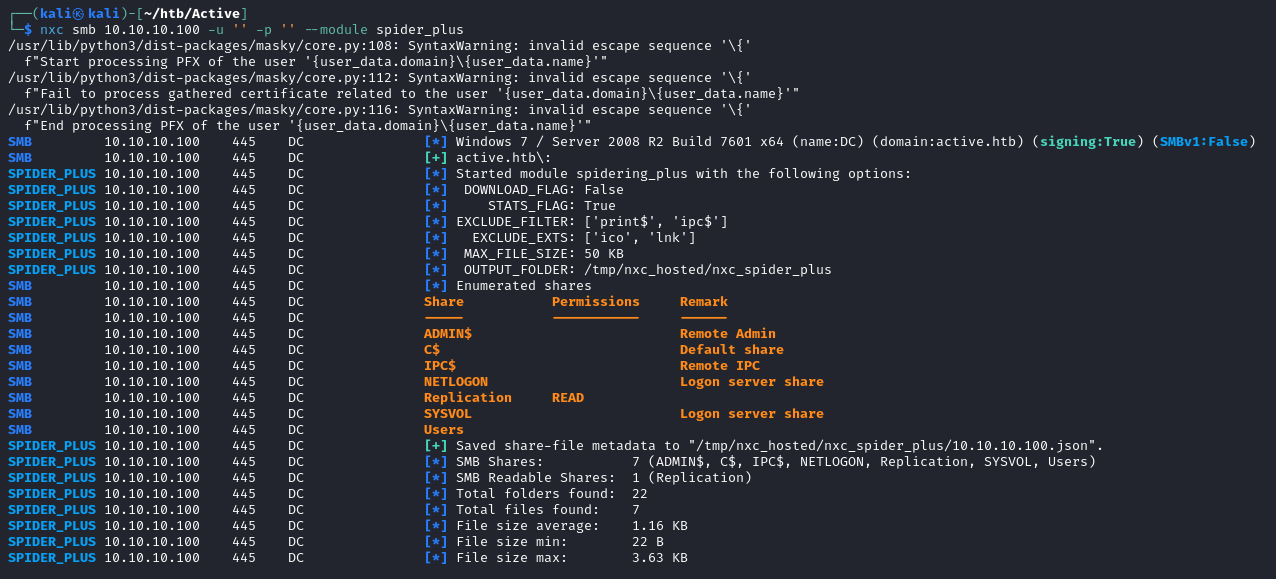 ┌──(kali㉿kali)-[~/htb/Active]
└─$ nxc smb 10.10.10.100 -u '' -p '' --module spider_plus
/usr/lib/python3/dist-packages/masky/core.py:108: SyntaxWarning: invalid escape sequence '\{'
  f"Start processing PFX of the user '{user_data.domain}\{user_data.name}'"
/usr/lib/python3/dist-packages/masky/core.py:112: SyntaxWarning: invalid escape sequence '\{'
  f"Fail to process gathered certificate related to the user '{user_data.domain}\{user_data.name}'"
/usr/lib/python3/dist-packages/masky/core.py:116: SyntaxWarning: invalid escape sequence '\{'
  f"End processing PFX of the user '{user_data.domain}\{user_data.name}'"
SMB         10.10.10.100    445    DC               [*] Windows 7 / Server 2008 R2 Build 7601 x64 (name:DC) (domain:active.htb) (signing:True) (SMBv1:False)
SMB         10.10.10.100    445    DC               [+] active.htb\:
SPIDER_PLUS 10.10.10.100    445    DC               [*] Started module spidering_plus with the following options:
SPIDER_PLUS 10.10.10.100    445    DC               [*]  DOWNLOAD_FLAG: False
SPIDER_PLUS 10.10.10.100    445    DC               [*]     STATS_FLAG: True
SPIDER_PLUS 10.10.10.100    445    DC               [*] EXCLUDE_FILTER: ['print$', 'ipc$']
SPIDER_PLUS 10.10.10.100    445    DC               [*]   EXCLUDE_EXTS: ['ico', 'lnk']
SPIDER_PLUS 10.10.10.100    445    DC               [*]  MAX_FILE_SIZE: 50 KB
SPIDER_PLUS 10.10.10.100    445    DC               [*]  OUTPUT_FOLDER: /tmp/nxc_hosted/nxc_spider_plus
SMB         10.10.10.100    445    DC               [*] Enumerated shares
SMB         10.10.10.100    445    DC               Share           Permissions     Remark
SMB         10.10.10.100    445    DC               -----           -----------     ------
SMB         10.10.10.100    445    DC               ADMIN$                          Remote Admin
SMB         10.10.10.100    445    DC               C$                              Default share
SMB         10.10.10.100    445    DC               IPC$                            Remote IPC
SMB         10.10.10.100    445    DC               NETLOGON                        Logon server share
SMB         10.10.10.100    445    DC               Replication     READ
SMB         10.10.10.100    445    DC               SYSVOL                          Logon server share
SMB         10.10.10.100    445    DC               Users
SPIDER_PLUS 10.10.10.100    445    DC               [+] Saved share-file metadata to "/tmp/nxc_hosted/nxc_spider_plus/10.10.10.100.json".
SPIDER_PLUS 10.10.10.100    445    DC               [*] SMB Shares:           7 (ADMIN$, C$, IPC$, NETLOGON, Replication, SYSVOL, Users)
SPIDER_PLUS 10.10.10.100    445    DC               [*] SMB Readable Shares:  1 (Replication)
SPIDER_PLUS 10.10.10.100    445    DC               [*] Total folders found:  22
SPIDER_PLUS 10.10.10.100    445    DC               [*] Total files found:    7
SPIDER_PLUS 10.10.10.100    445    DC               [*] File size average:    1.16 KB
SPIDER_PLUS 10.10.10.100    445    DC               [*] File size min:        22 B
SPIDER_PLUS 10.10.10.100    445    DC               [*] File size max:        3.63 KB